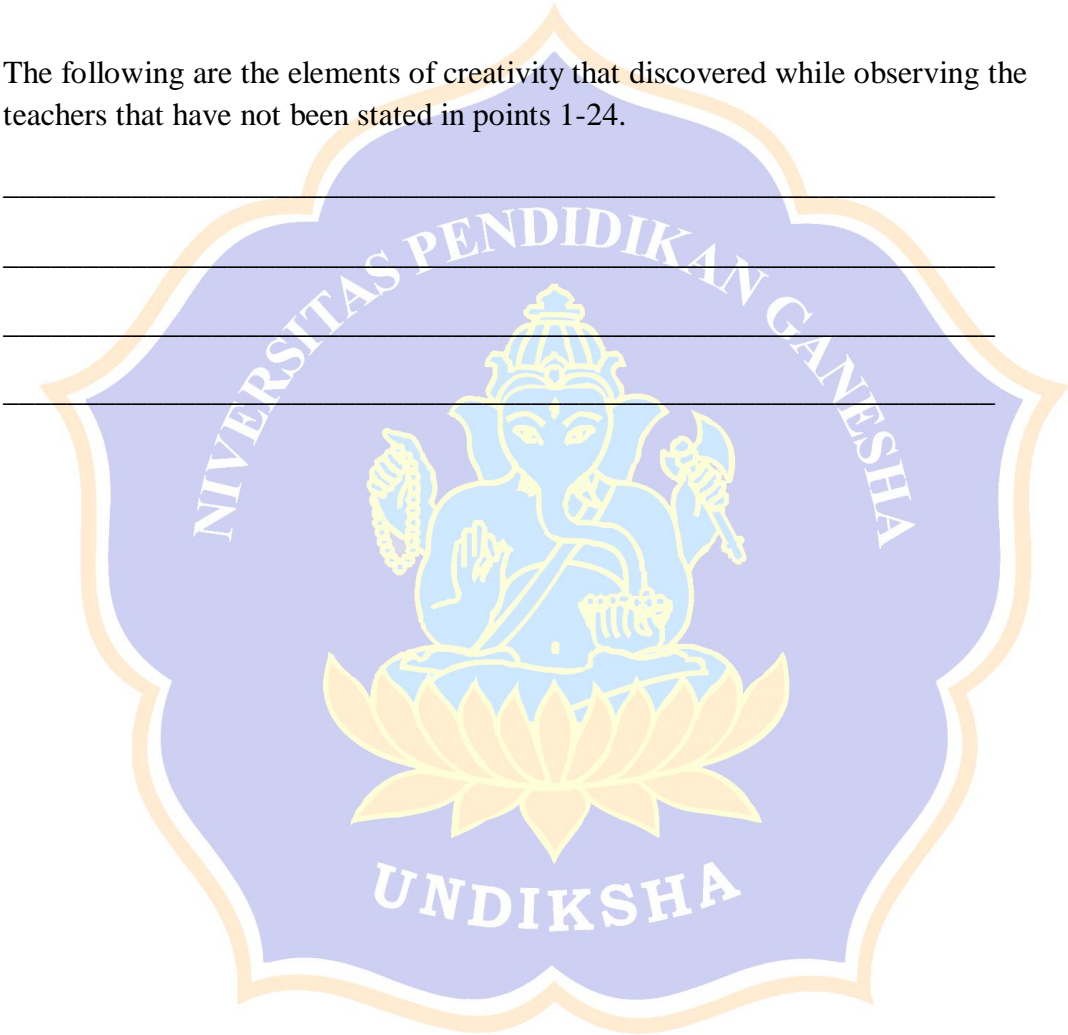 The following are the elements of creativity that discovered while observing the
teachers that have not been stated in points 1-24.
NIVERSITAS PENDIDIKAN GANESHA
UNDIKSHA